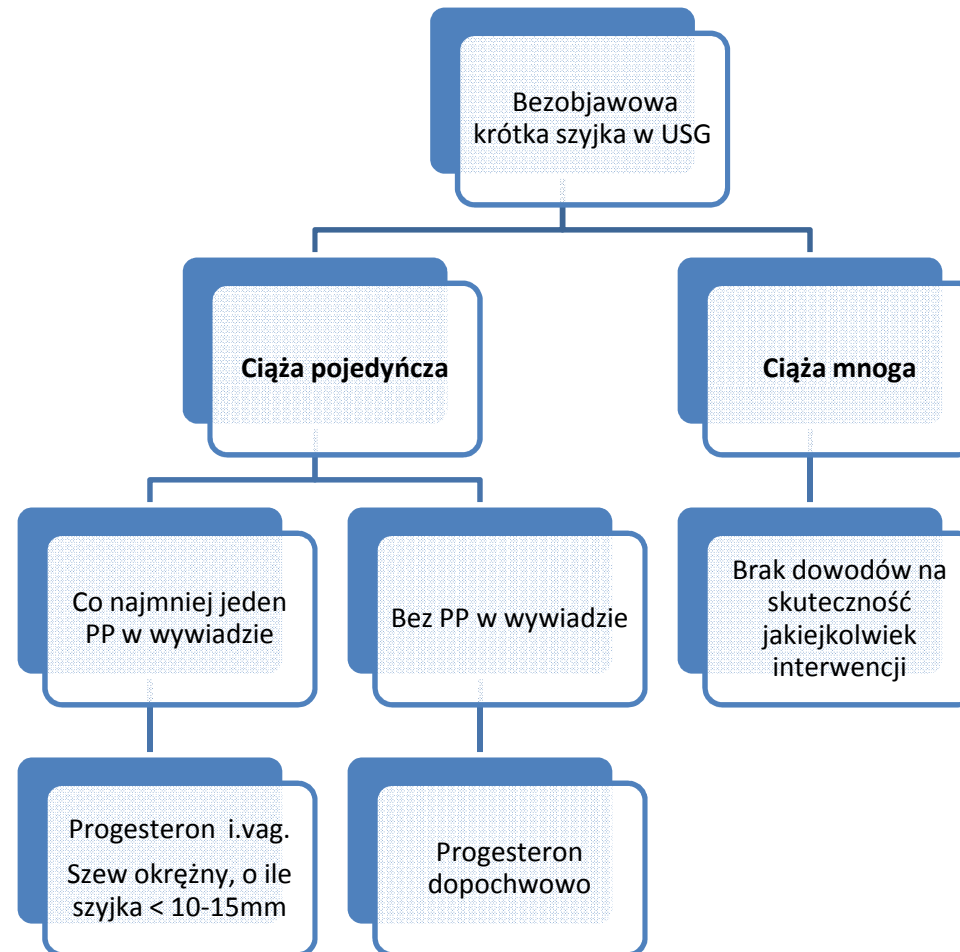 Bezobjawowa
krótka szyjka w USG
Ciąża pojedyńcza
Ciąża mnoga
Co najmniej jeden
PP w wywiadzie
Bez PP w wywiadzie
Brak dowodów na
skuteczność
jakiejkolwiek
interwencji
Progesteron i.vag.
Szew okrężny, o ile
szyjka < 10-15mm
Progesteron
dopochwowo